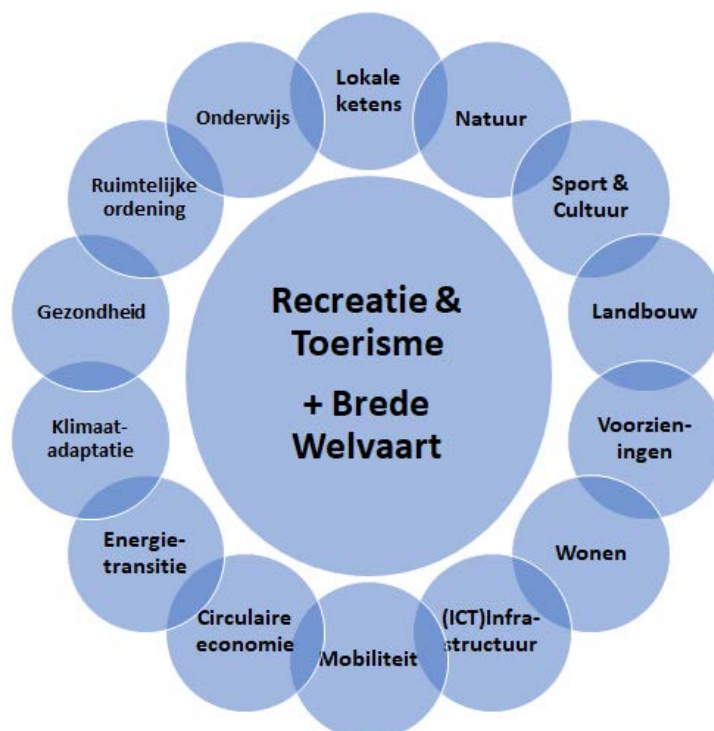 Lokale
ketens
Natuur
Sport &
Cultuur
Landbouw
Voorzien-
ingen
Wonen
(ICT)Infra-
structuur
Mobiliteit
Circulaire
economie
Energie-
transitie
Klimaat-
adaptatie
Gezondheid
Ruimtelijke
ordening
Onderwijs
Recreatie &
Toerisme
+ Brede
Welvaart